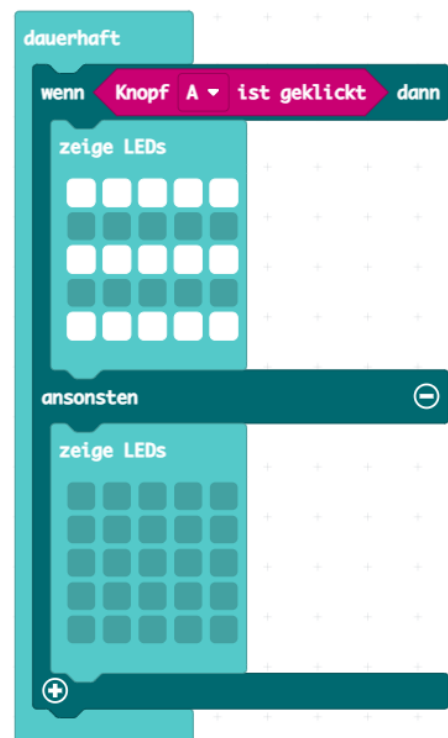 dauerhaft
wenn Knopf A ist geklickt dann
zeige LEDs
ansonsten
zeige LEDs